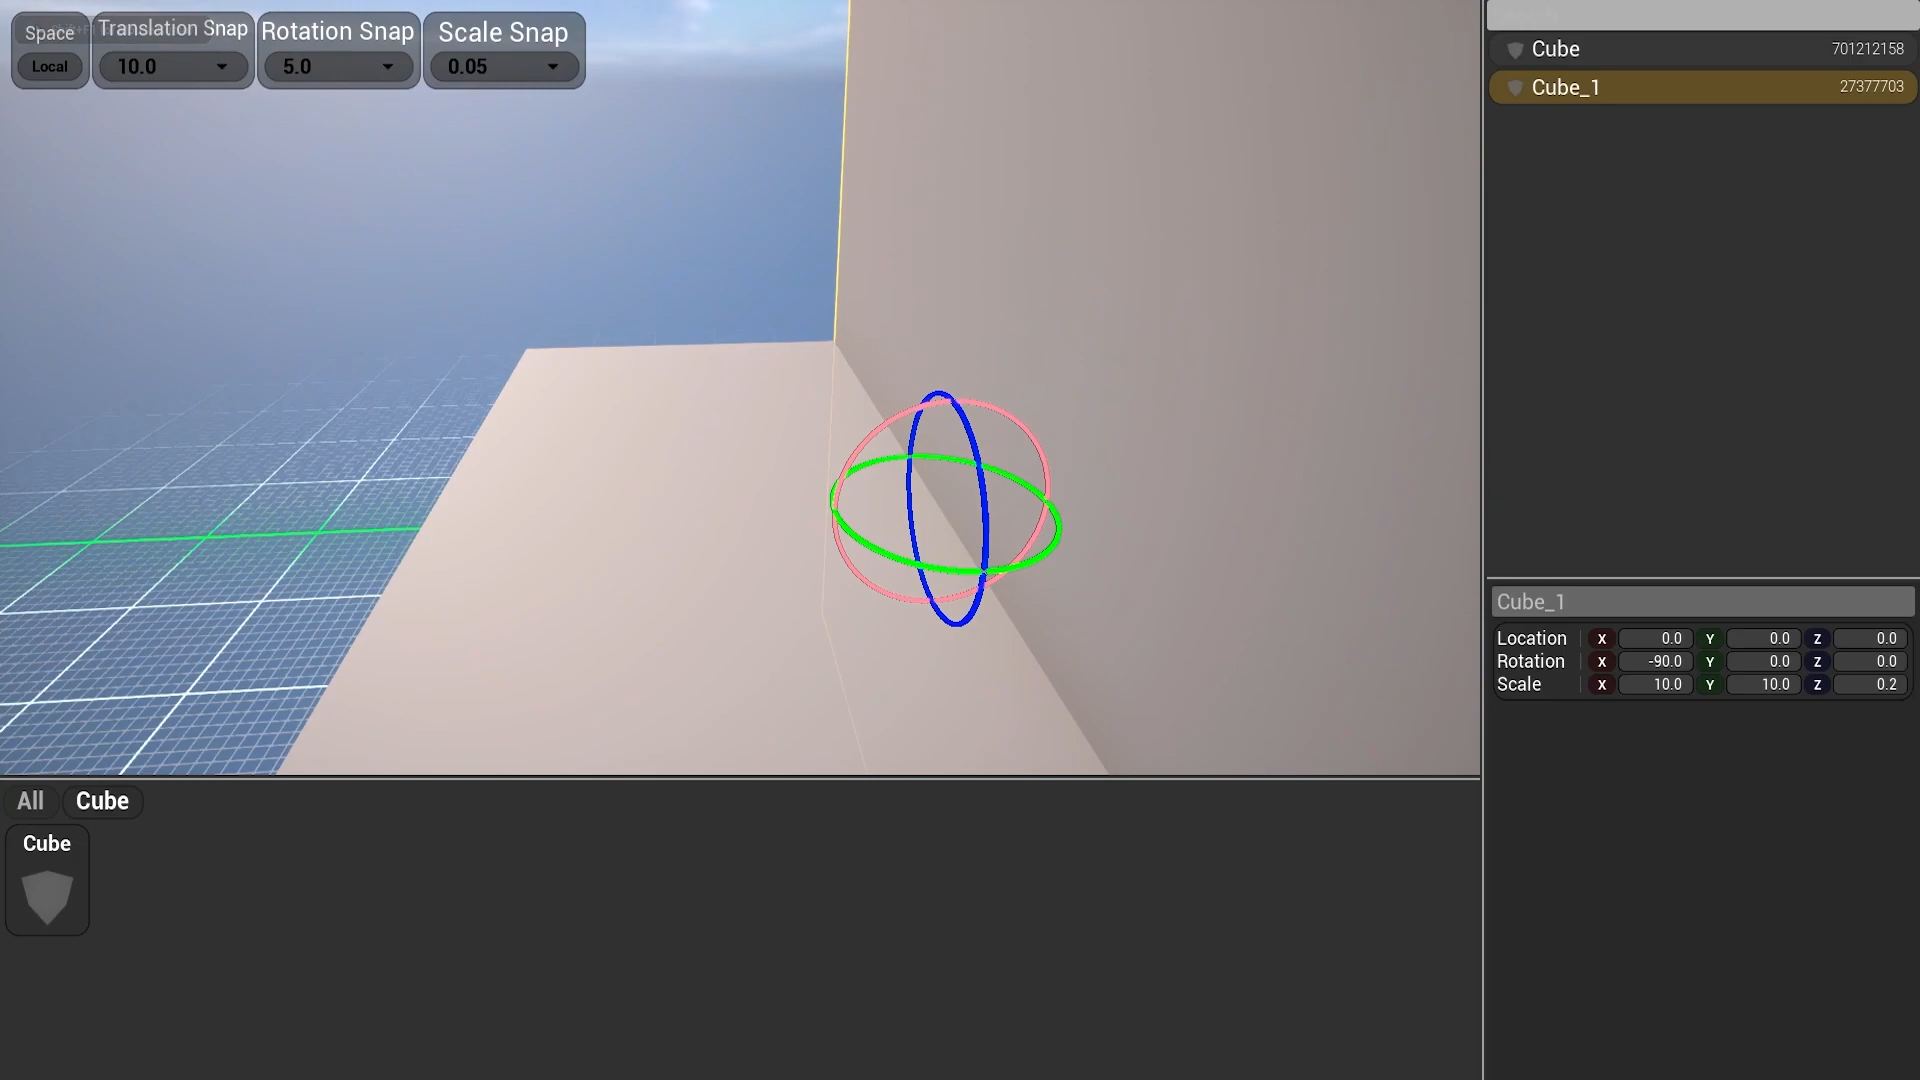 Space
Local
Translation Snap
10.0
Rotation Snap
5.0
Scale Snap
0.05
Cube 701212158
Cube_1 27377703
Cube_1
Location X 0.0 Y 0.0 Z 0.0
Rotation X -90.0 Y 0.0 Z 0.0
Scale X 10.0 Y 10.0 Z 0.2
All Cube
Cube